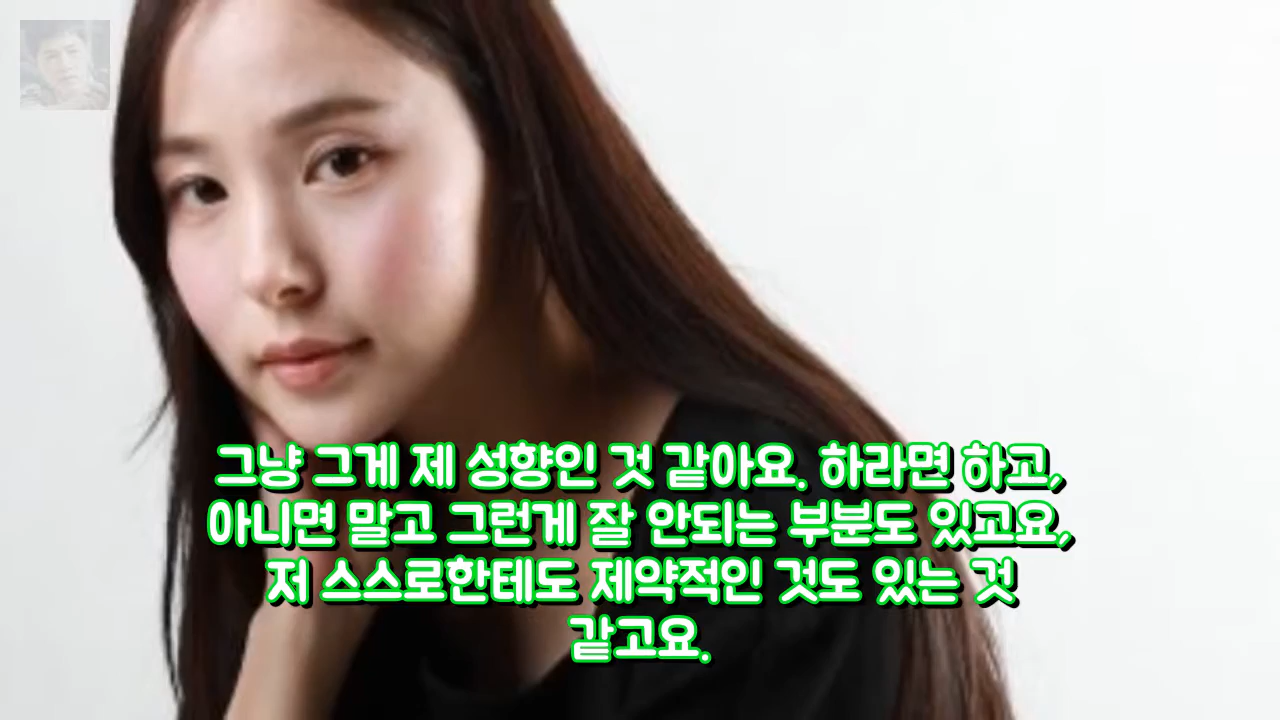 그냥 그게 제 성향인 것 같아요. 하라면 하고,
아니면 말고 그런게 잘 안되는 부분도 있고요,
저 스스로한테도 제약적인 것도 있는 것
같고요.